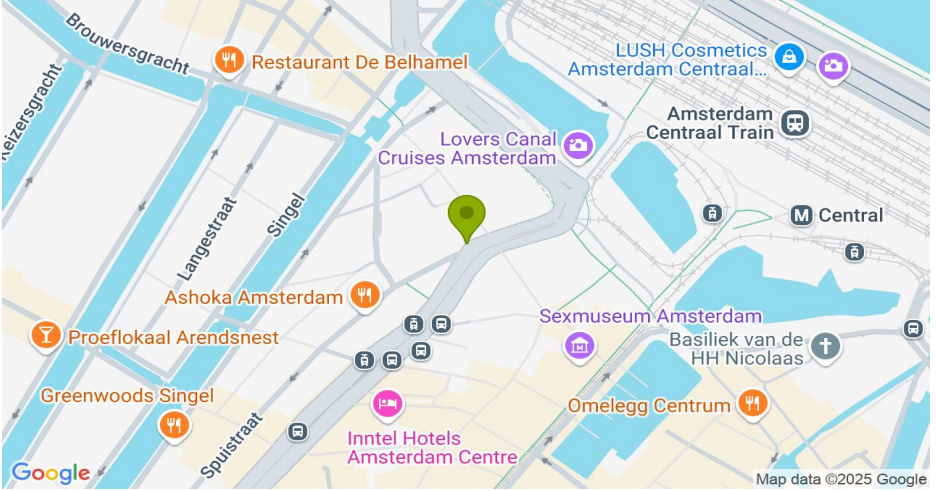 Brouwersgracht
Restaurant De Belhamel
LUSH Cosmetics
Amsterdam Centraal...
Keizersgracht
Amsterdam
Centraal Train
Lovers Canal
Cruises Amsterdam
Langestraat
Singel
M
Central
Ashoka Amsterdam
Sexmuseum Amsterdam
M
Proeflokaal Arendsnest
Basiliek van de
HH Nicolaas
Greenwoods Singel
Omelegg Centrum
Spuistraat
Inntel Hotels
Amsterdam Centre
Google
Map data ©2025 Google